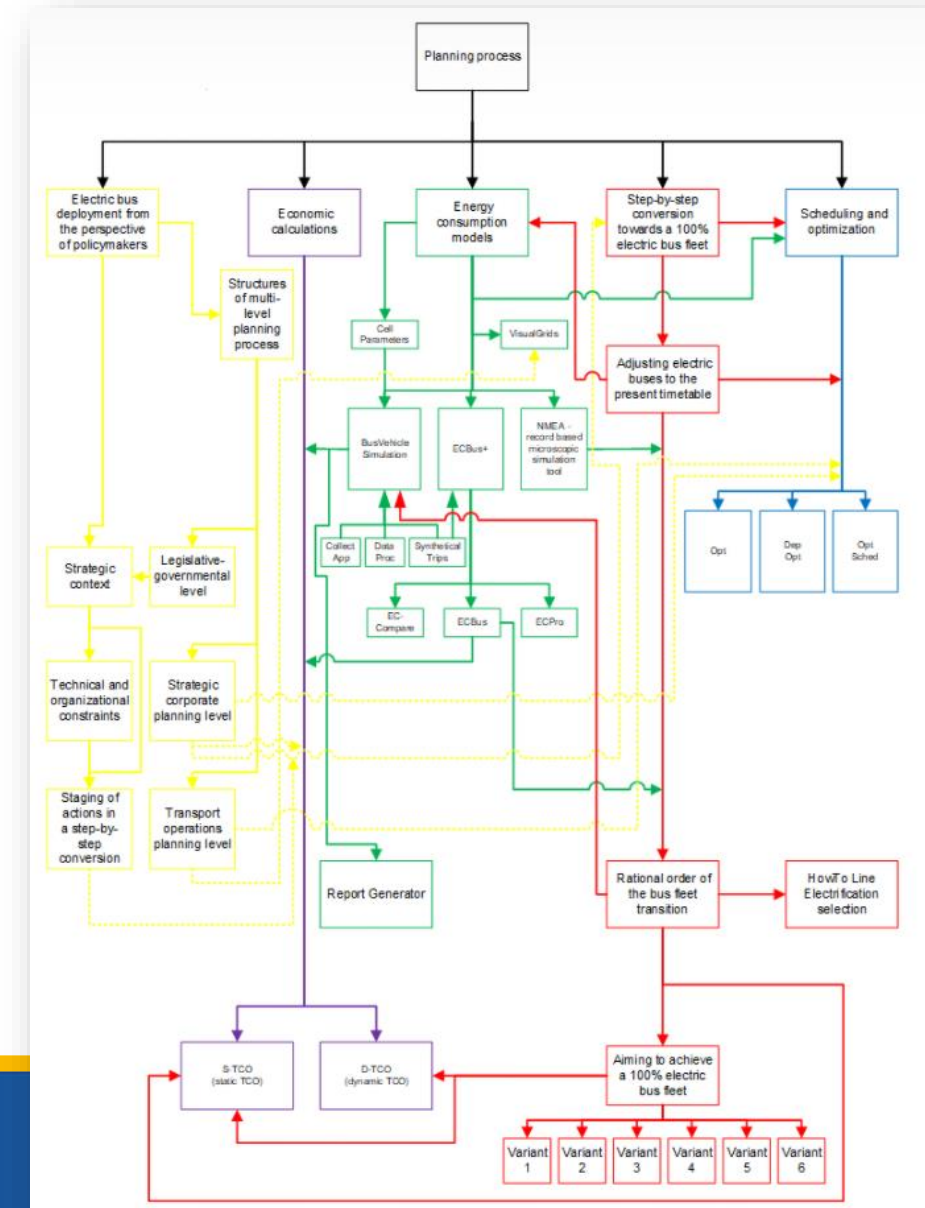 Planning process
Electric bus
deployment from
the perspective
of policymakers
Economic
calculations
Energy
consumption
models
Step-by-step
conversion
towards a 100%
electric bus fleet
Scheduling and
optimization
Structures
of multi-
level
planning
process
Cell
Parameters
VisualGrids
Adjusting electric
buses to the
present timetable
BusVehicle
Simulation
ECBus+
NMEA -
record based
microscopic
simulation
tool
Collect
App
Data
Proc
Synthetical
Trips
Opt
Dep
Opt
Opt
Sched
Strategic
context
Legislative-
governmental
level
EC-
Compare
ECBus
ECPro
Technical and
organizational
constraints
Strategic
corporate
planning level
Staging of
actions in
a step-by-
step
conversion
Transport
operations
planning level
Report Generator
Rational order of
the bus fleet
transition
HowTo Line
Electrification
selection
S-TCO
(static TCO)
D-TCO
(dynamic TCO)
Aiming to achieve
a 100% electric
bus fleet
Variant
1
Variant
2
Variant
3
Variant
4
Variant
5
Variant
6